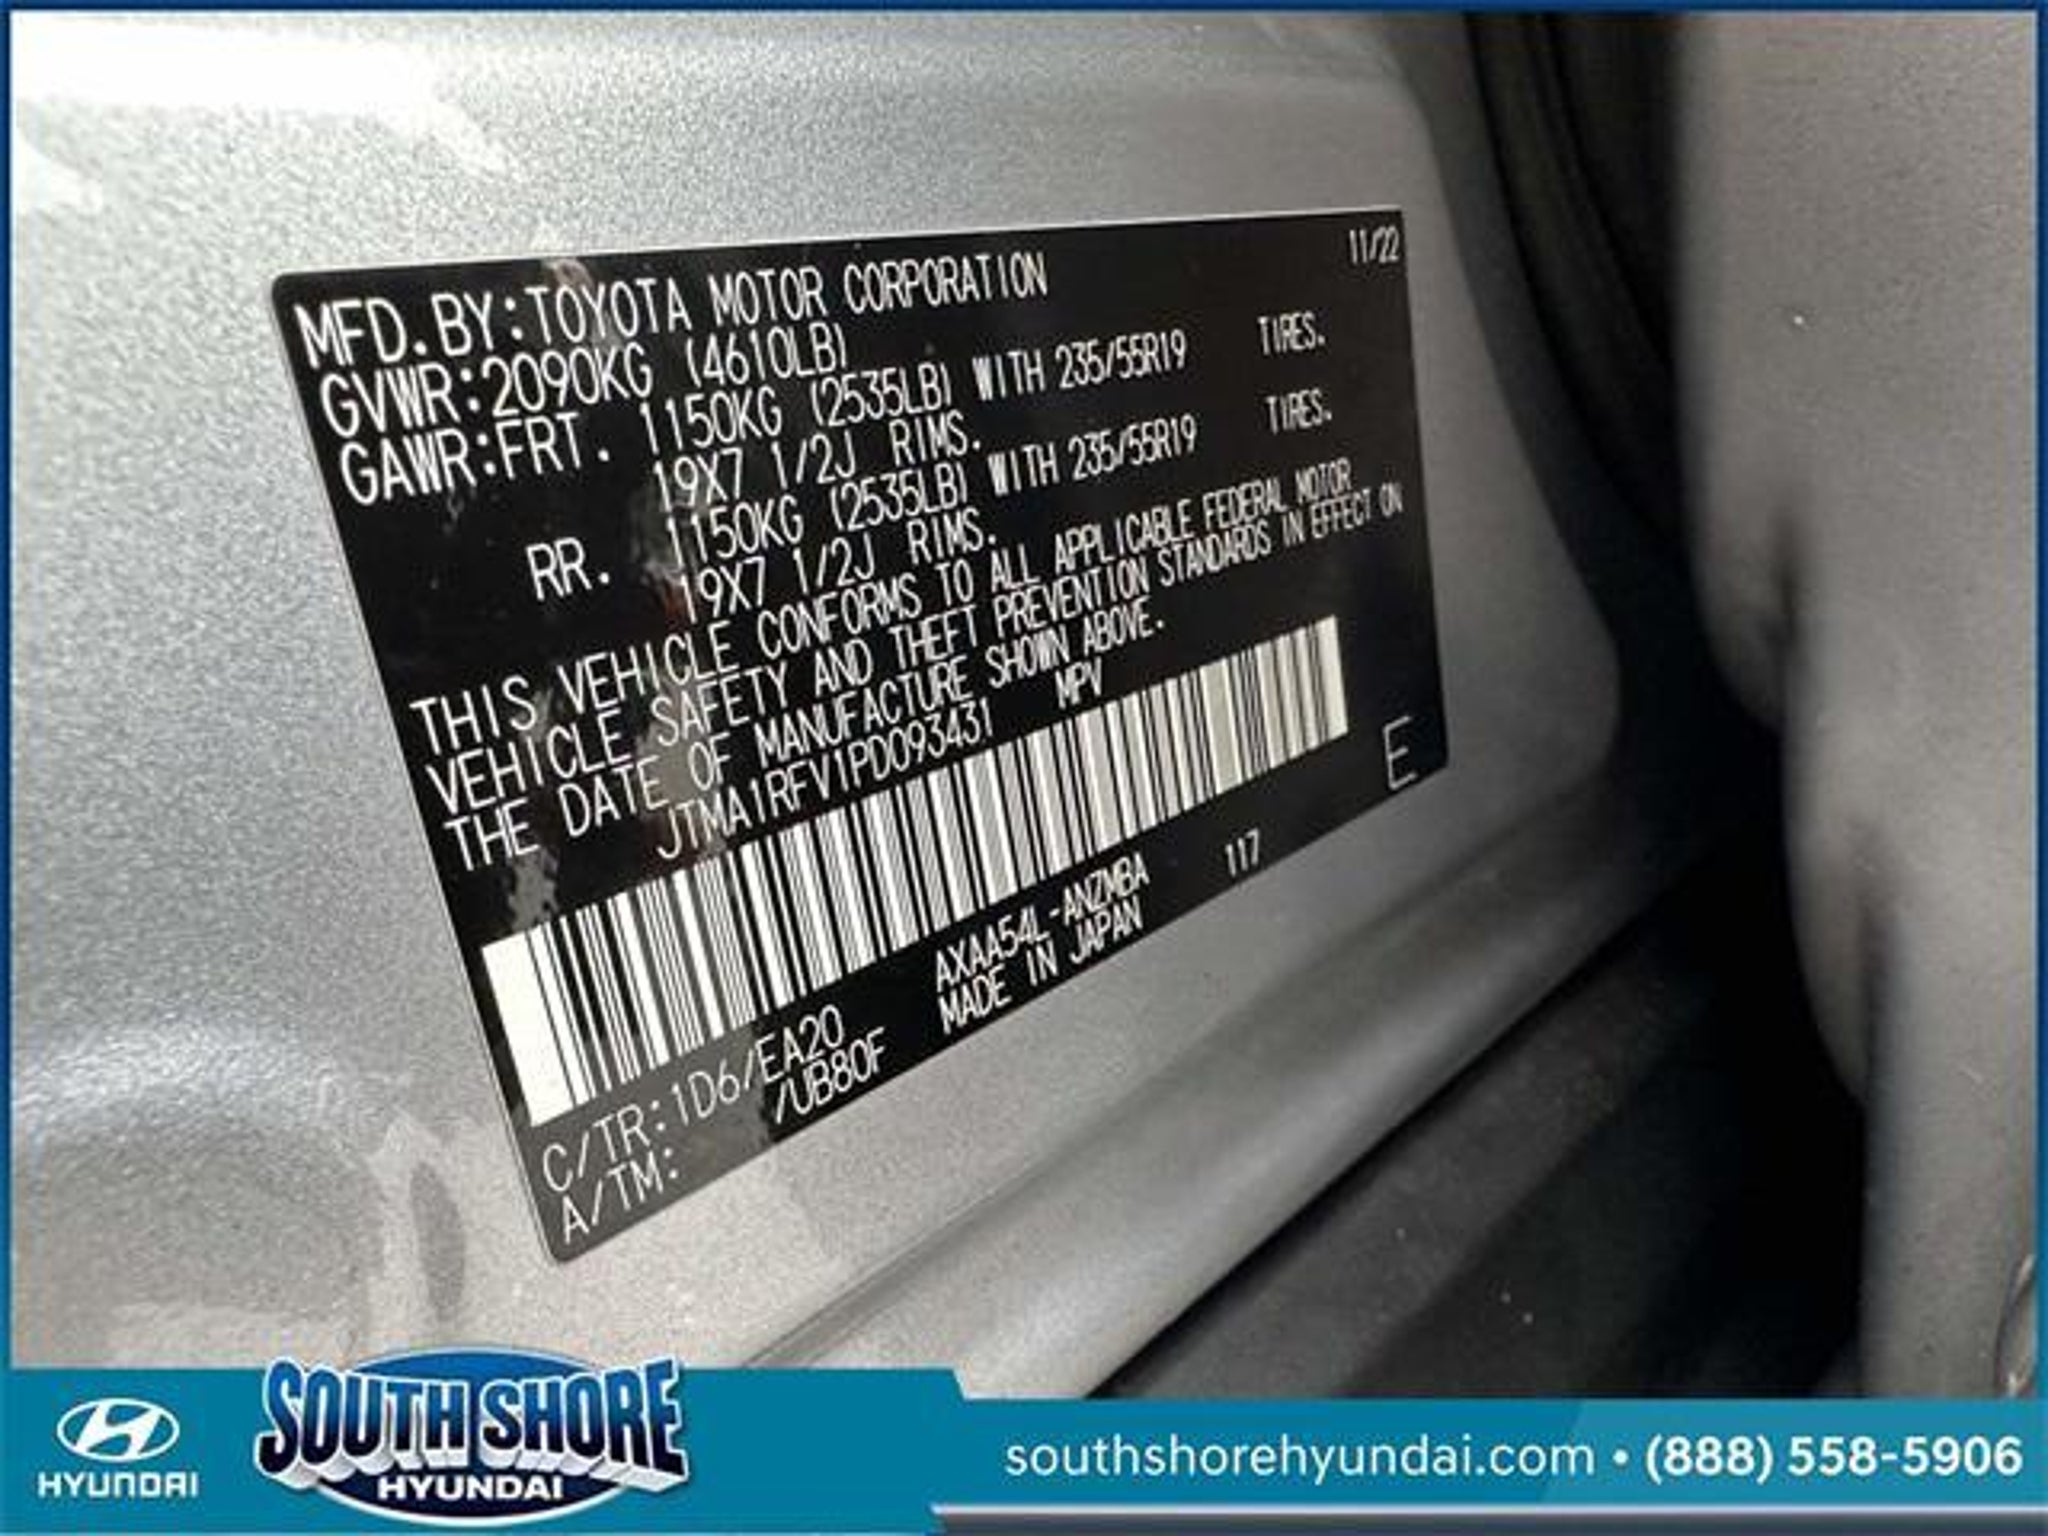 MFD.BY:TOYOTA MOTOR CORPORATION 11/22
GVWR:2090KG (4610LB)
GAWR:FRT. 1150KG (2535LB) WITH 235/55R19 TIRES.
19X7 1/2J RIMS.
RR. 1150KG (2535LB) WITH 235/55R19 TIRES.
19X7 1/2J RIMS.
THIS VEHICLE CONFORMS TO ALL APPLICABLE FEDERAL MOTOR
VEHICLE SAFETY AND THEFT PREVENTION STANDARDS IN EFFECT ON
THE DATE OF MANUFACTURE SHOWN ABOVE.
JTMA1RFV1PD093431 MPV
E
C/TR:1D6/EA20 AXAA54L-ANZMBA 117
A/TM: /UB80F MADE IN JAPAN
HYUNDAI
SOUTH SHORE
HYUNDAI
southshorehyundai.com • (888) 558-5906